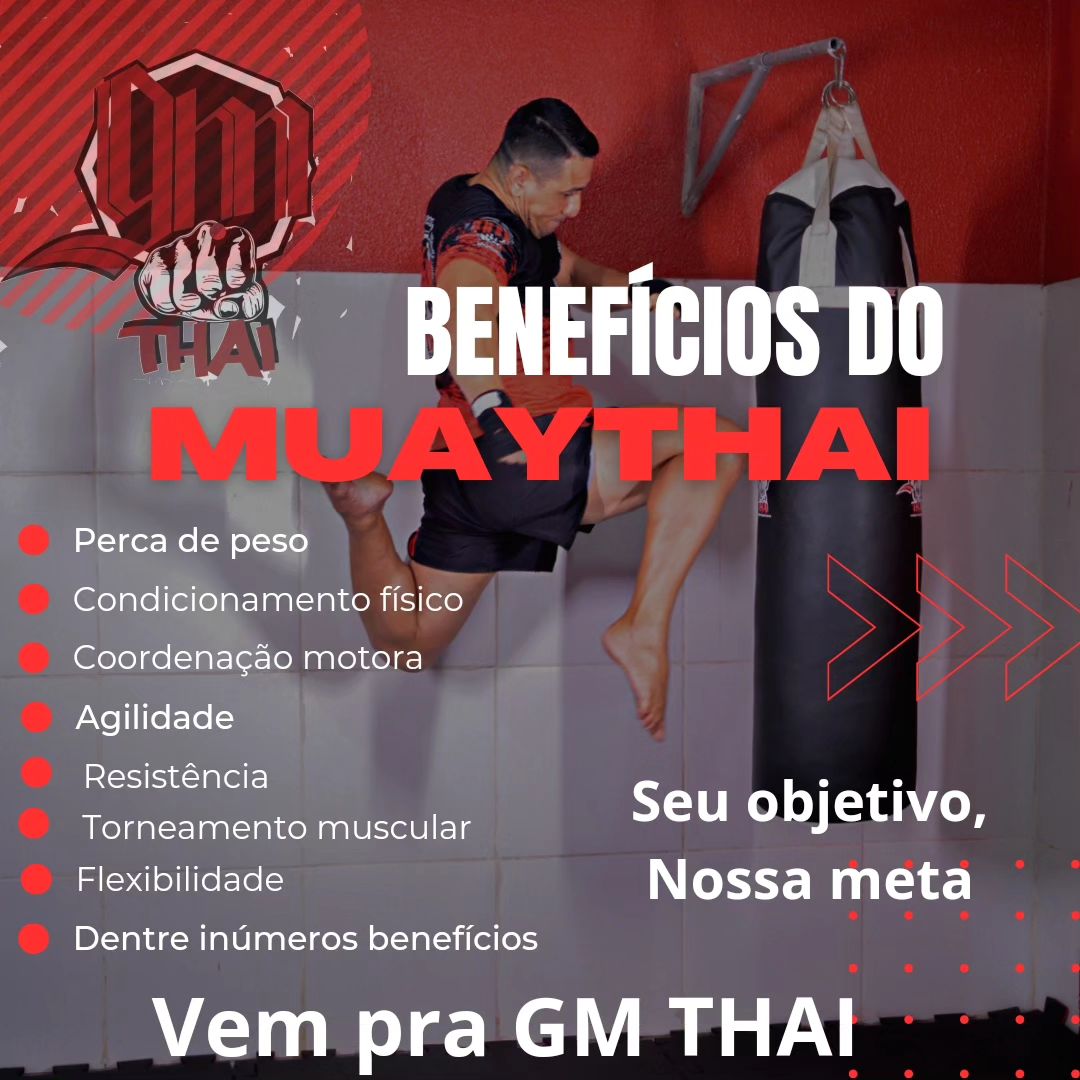 gm
THAI
BENEFÍCIOS DO
MUAYTHAI
Perca de peso
Condicionamento físico
Coordenação motora
Agilidade
Resistência
Torneamento muscular
Flexibilidade
Dentre inúmeros benefícios
Seu objetivo,
Nossa meta
Vem pra GM THAI